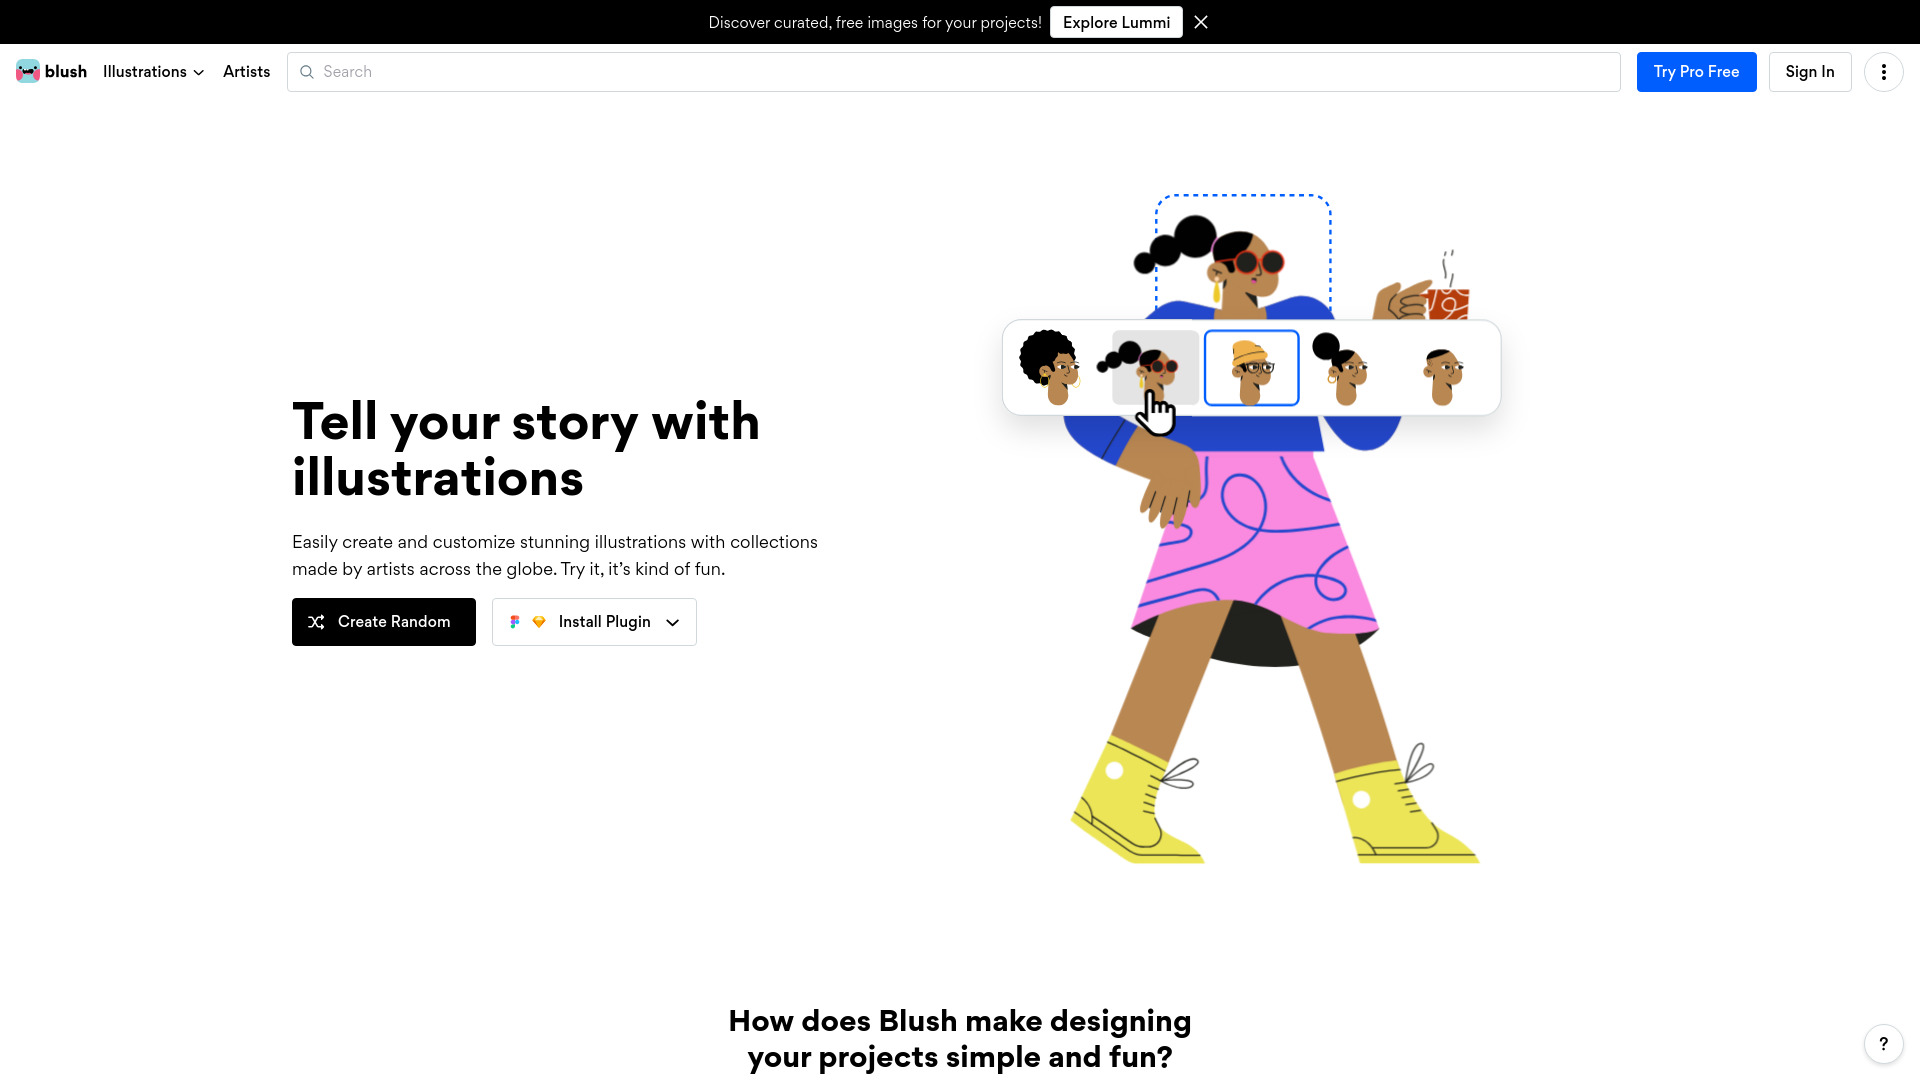 Discover curated, free images for your projects! Explore Lummi
blush Illustrations Artists Search Try Pro Free Sign In
Tell your story with
illustrations
Easily create and customize stunning illustrations with collections
made by artists across the globe. Try it, it’s kind of fun.
Create Random Install Plugin
How does Blush make designing
your projects simple and fun?
?